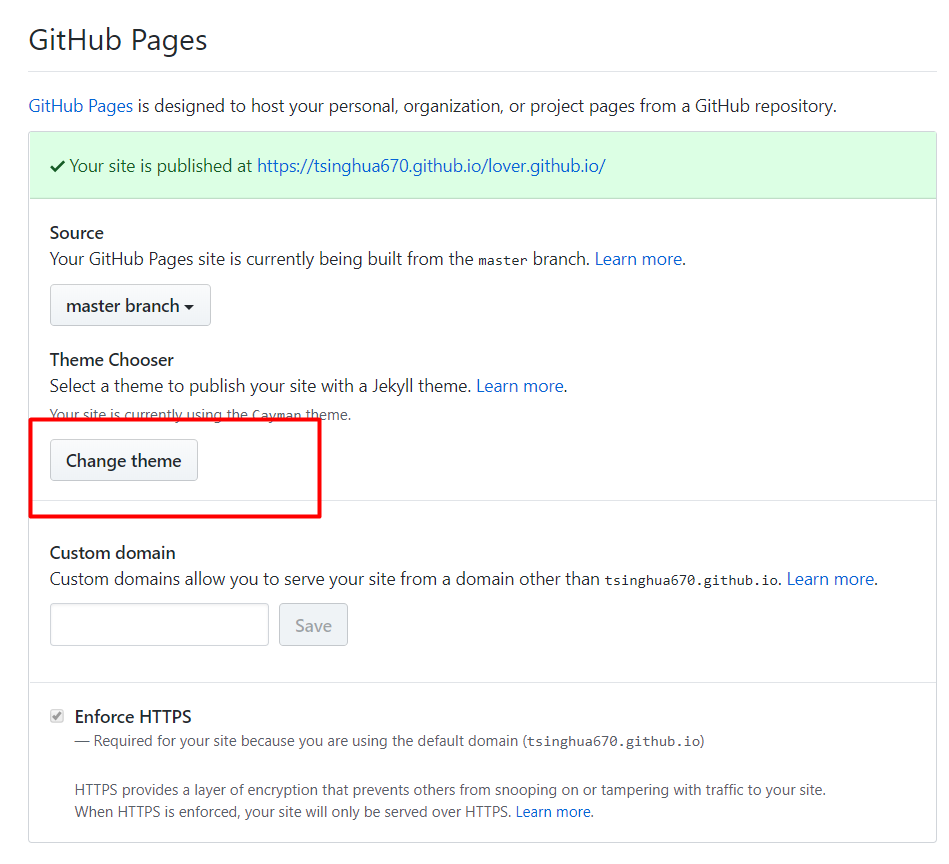 GitHub Pages
GitHub Pages is designed to host your personal, organization, or project pages from a GitHub repository.
Your site is published at https://tsinghua670.github.io/lover.github.io/
Source
Your GitHub Pages site is currently being built from the master branch. Learn more.
master branch
Theme Chooser
Select a theme to publish your site with a Jekyll theme. Learn more.
Your site is currently using the Cayman theme.
Change theme
Custom domain
Custom domains allow you to serve your site from a domain other than tsinghua670.github.io. Learn more.
Save
Enforce HTTPS
— Required for your site because you are using the default domain (tsinghua670.github.io)
HTTPS provides a layer of encryption that prevents others from snooping on or tampering with traffic to your site.
When HTTPS is enforced, your site will only be served over HTTPS. Learn more.